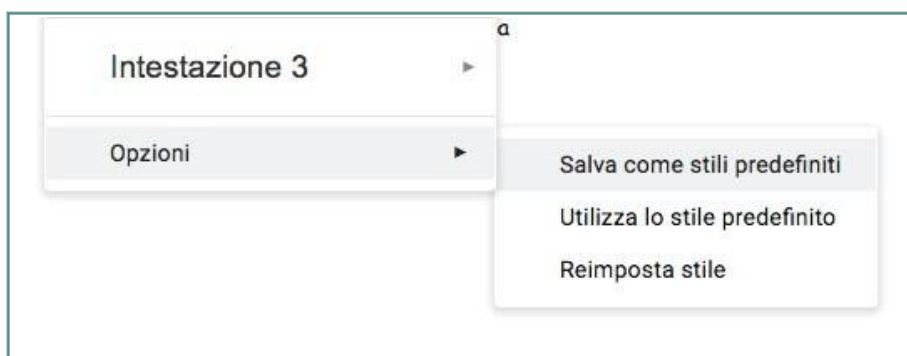 a
Intestazione 3
Opzioni
Salva come stili predefiniti
Utilizza lo stile predefinito
Reimposta stile